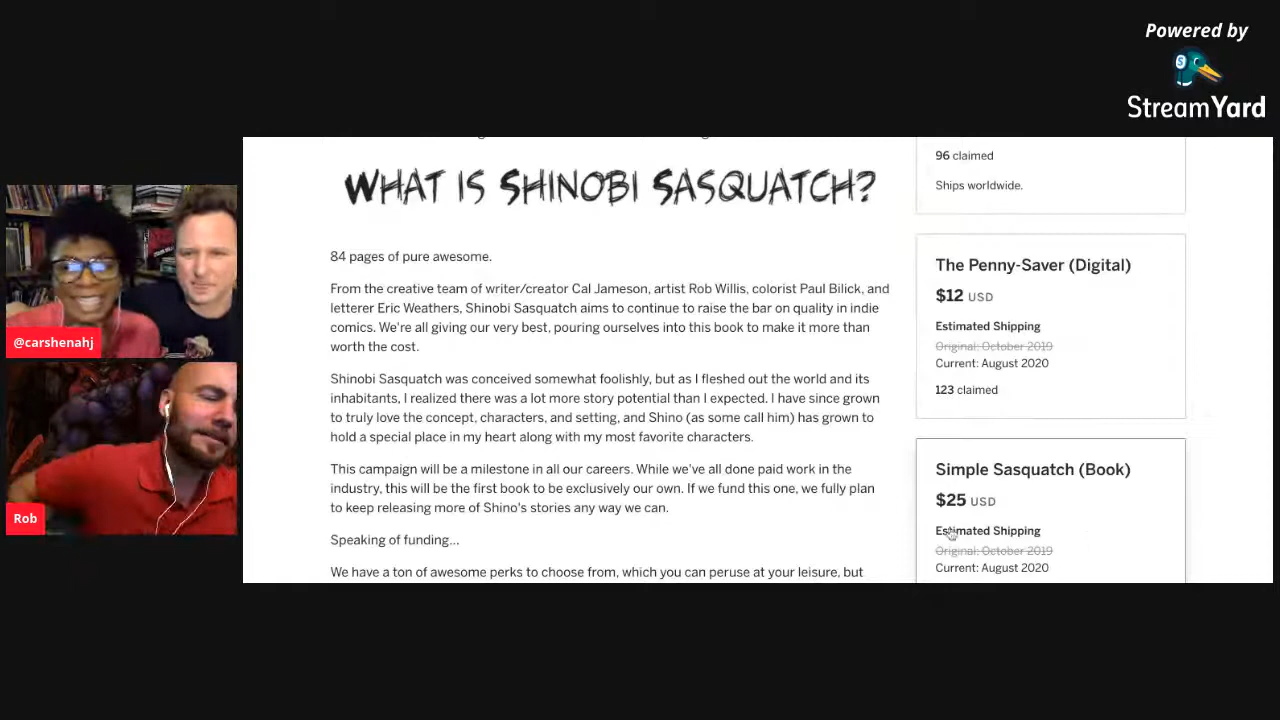 Powered by
StreamYard
WHAT IS SHINOBI SASQUATCH?
84 pages of pure awesome.
From the creative team of writer/creator Cal Jameson, artist Rob Willis, colorist Paul Bilick, and
letterer Eric Weathers, Shinobi Sasquatch aims to continue to raise the bar on quality in indie
comics. We're all giving our very best, pouring ourselves into this book to make it more than
worth the cost.
Shinobi Sasquatch was conceived somewhat foolishly, but as I fleshed out the world and its
inhabitants, I realized there was a lot more story potential than I expected. I have since grown
to truly love the concept, characters, and setting, and Shino (as some call him) has grown to
hold a special place in my heart along with my most favorite characters.
This campaign will be a milestone in all our careers. While we've all done paid work in the
industry, this will be the first book to be exclusively our own. If we fund this one, we fully plan
to keep releasing more of Shino's stories any way we can.
Speaking of funding...
We have a ton of awesome perks to choose from, which you can peruse at your leisure, but
96 claimed
Ships worldwide.
The Penny-Saver (Digital)
$12 USD
Estimated Shipping
Original: October 2019
Current: August 2020
123 claimed
Simple Sasquatch (Book)
$25 USD
Estimated Shipping
Original: October 2019
Current: August 2020
@carshenahj
Rob